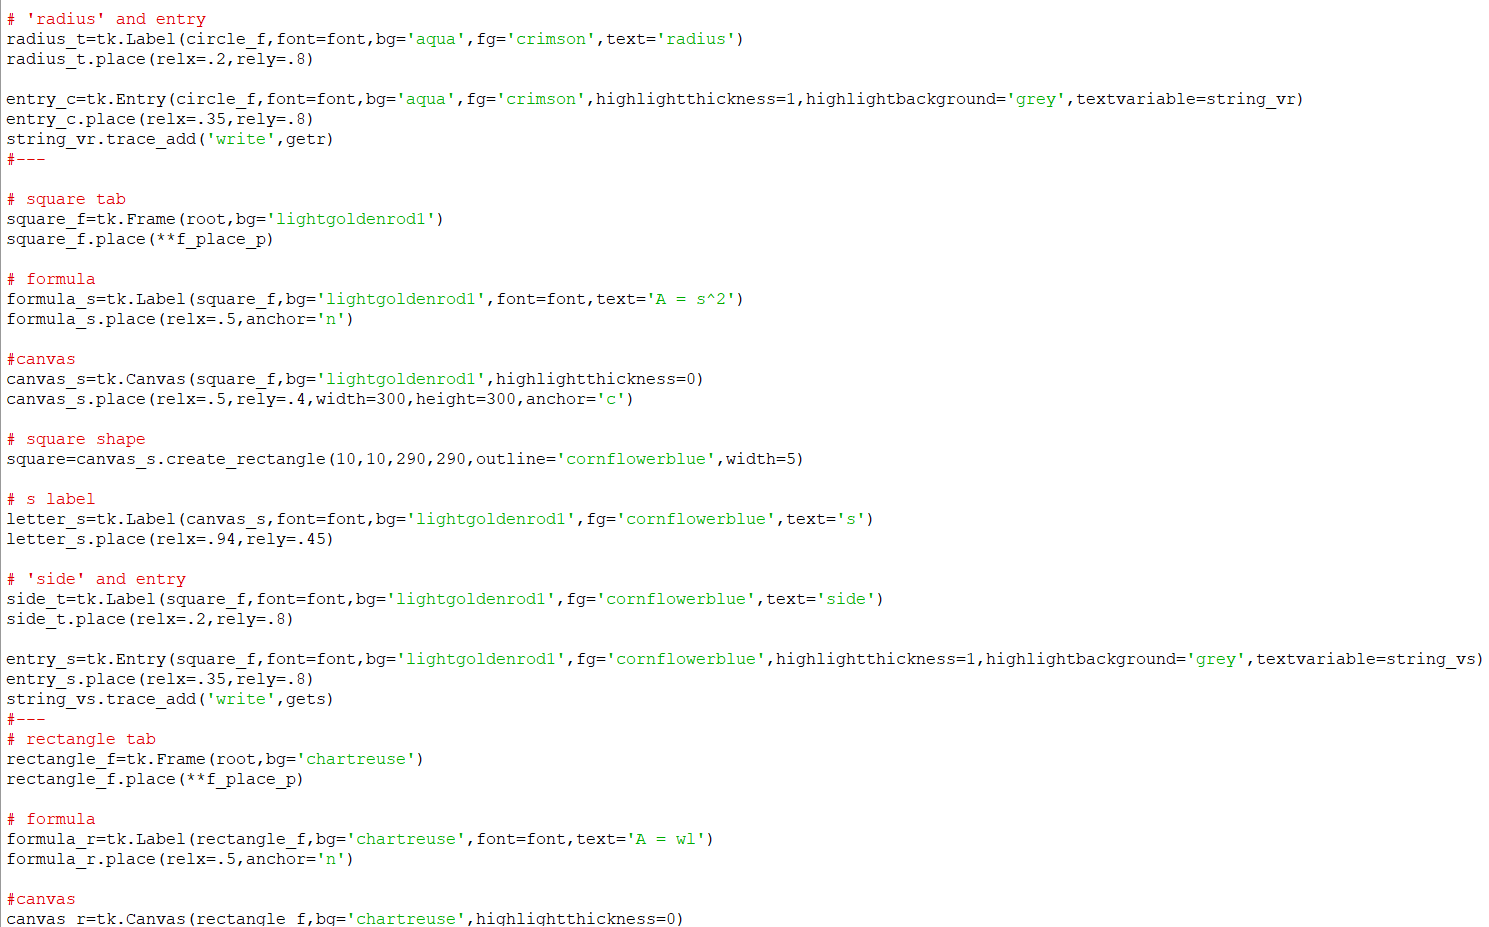 # 'radius' and entry
radius_t=tk.Label(circle_f,font=font,bg='aqua',fg='crimson',text='radius')
radius_t.place(relx=.2,rely=.8)
entry_c=tk.Entry(circle_f,font=font,bg='aqua',fg='crimson',highlightthickness=1,highlightbackground='grey',textvariable=string_vr)
entry_c.place(relx=.35,rely=.8)
string_vr.trace_add('write',getr)
#---
# square tab
square_f=tk.Frame(root,bg='lightgoldenrod1')
square_f.place(**f_place_p)
# formula
formula_s=tk.Label(square_f,bg='lightgoldenrod1',font=font,text='A = s^2')
formula_s.place(relx=.5,anchor='n')
#canvas
canvas_s=tk.Canvas(square_f,bg='lightgoldenrod1',highlightthickness=0)
canvas_s.place(relx=.5,rely=.4,width=300,height=300,anchor='c')
# square shape
square=canvas_s.create_rectangle(10,10,290,290,outline='cornflowerblue',width=5)
# s label
letter_s=tk.Label(canvas_s,font=font,bg='lightgoldenrod1',fg='cornflowerblue',text='s')
letter_s.place(relx=.94,rely=.45)
# 'side' and entry
side_t=tk.Label(square_f,font=font,bg='lightgoldenrod1',fg='cornflowerblue',text='side')
side_t.place(relx=.2,rely=.8)
entry_s=tk.Entry(square_f,font=font,bg='lightgoldenrod1',fg='cornflowerblue',highlightthickness=1,highlightbackground='grey',textvariable=string_vs)
entry_s.place(relx=.35,rely=.8)
string_vs.trace_add('write',gets)
#---
# rectangle tab
rectangle_f=tk.Frame(root,bg='chartreuse')
rectangle_f.place(**f_place_p)
# formula
formula_r=tk.Label(rectangle_f,bg='chartreuse',font=font,text='A = wl')
formula_r.place(relx=.5,anchor='n')
#canvas
canvas_r=tk.Canvas(rectangle_f,bg='chartreuse',highlightthickness=0)